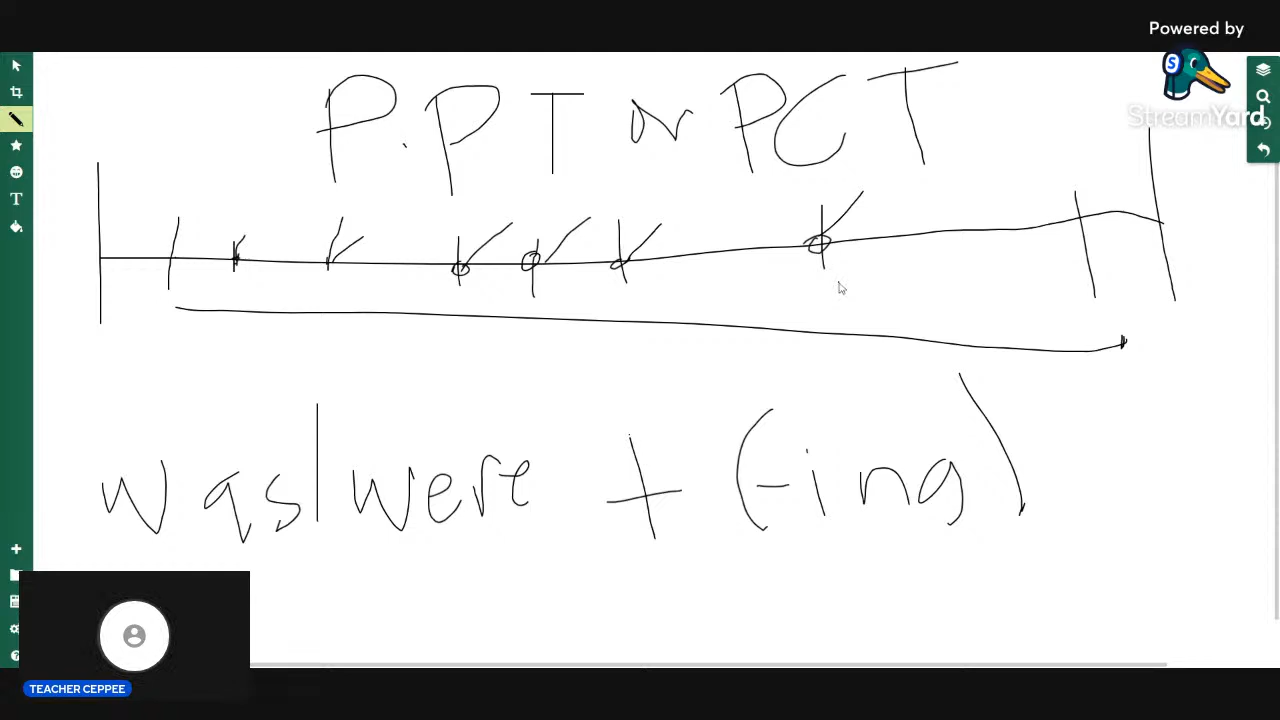 Powered by
StreamYard
P.PT or PCT
was|were + (-ing)
TEACHER CEPPEE